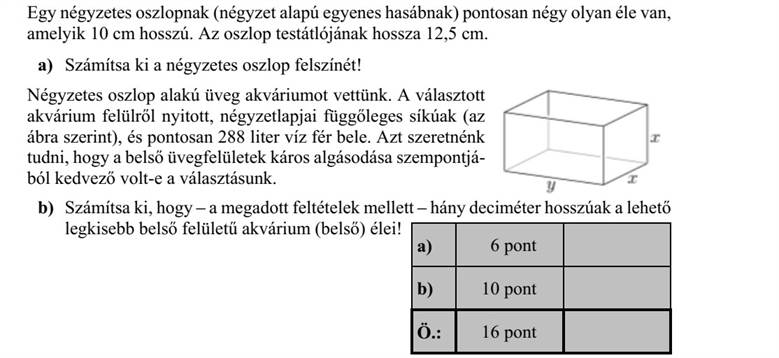 Egy négyzetes oszlopnak (négyzet alapú egyenes hasábnak) pontosan négy olyan éle van,
amelyik 10 cm hosszú. Az oszlop testátlójának hossza 12,5 cm.
a) Számítsa ki a négyzetes oszlop felszínét!
Négyzetes oszlop alakú üveg akváriumot vettünk. A választott
akvárium felülről nyitott, négyzetlapjai függőleges síkúak (az
ábra szerint), és pontosan 288 liter víz fér bele. Azt szeretnénk
tudni, hogy a belső üvegfelületek káros algásodása szempontjá-
ból kedvező volt-e a választásunk.
x
x
y
b) Számítsa ki, hogy – a megadott feltételek mellett – hány deciméter hosszúak a lehető
legkisebb belső felületű akvárium (belső) élei!
a) 6 pont
b) 10 pont
Ö.: 16 pont